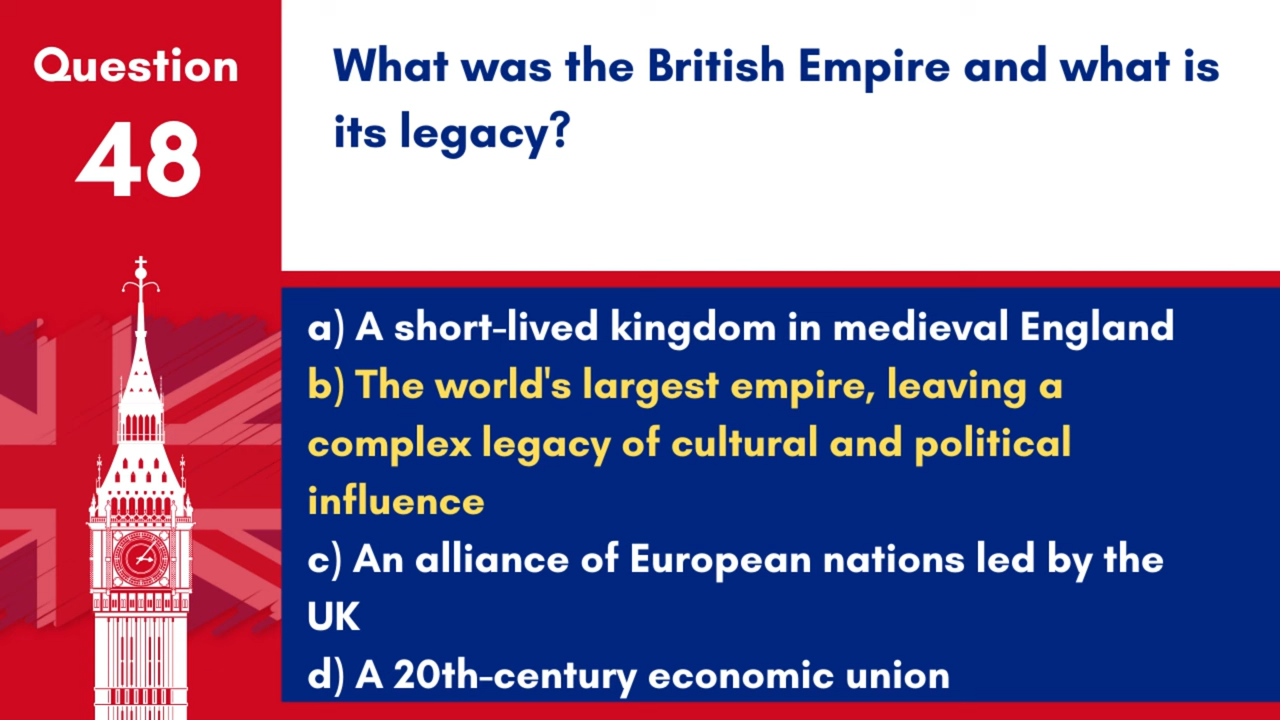 Question
48
What was the British Empire and what is
its legacy?
a) A short-lived kingdom in medieval England
b) The world's largest empire, leaving a
complex legacy of cultural and political
influence
c) An alliance of European nations led by the
UK
d) A 20th-century economic union